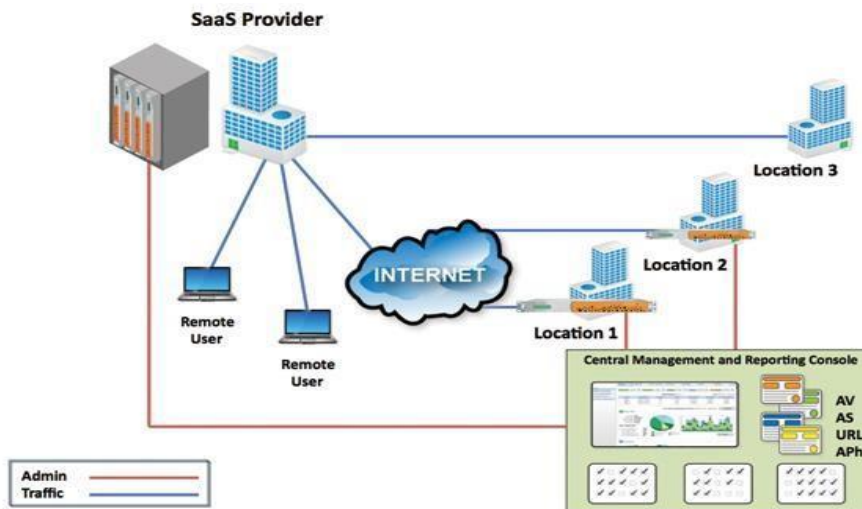 SaaS Provider
Location 3
Location 2
INTERNET
Location 1
Remote
User
Remote
User
Central Management and Reporting Console
AV
AS
URL
APh
Admin
Traffic